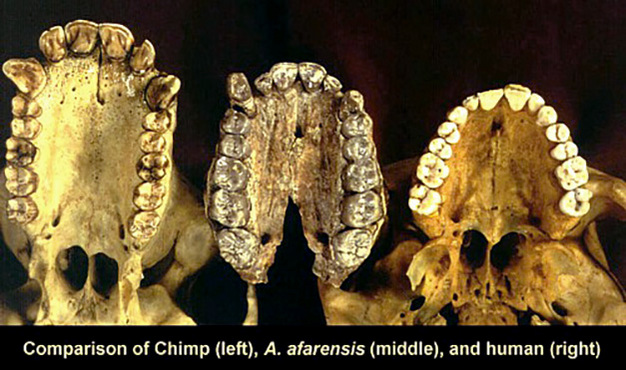 Comparison of Chimp (left), A. afarensis (middle), and human (right)